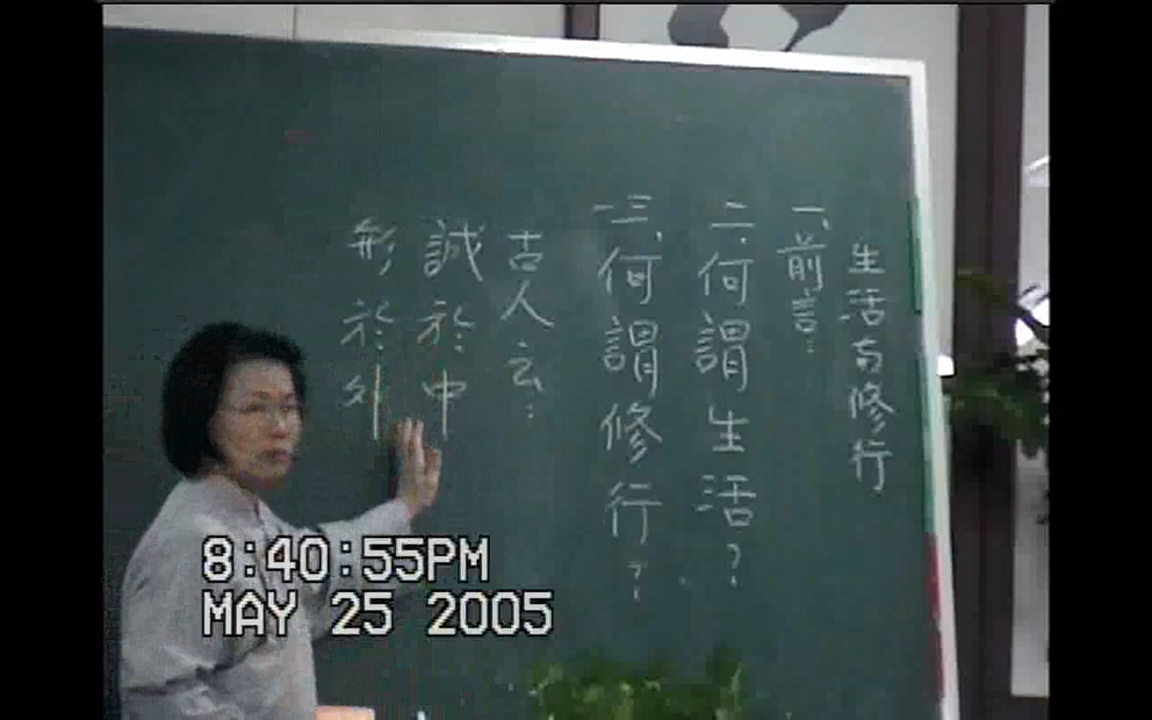 生活与修行
一、前言:
二、何謂生活?
三、何謂修行?
古人云:
誠於中
形於外
8:40:55PM
MAY 25 2005